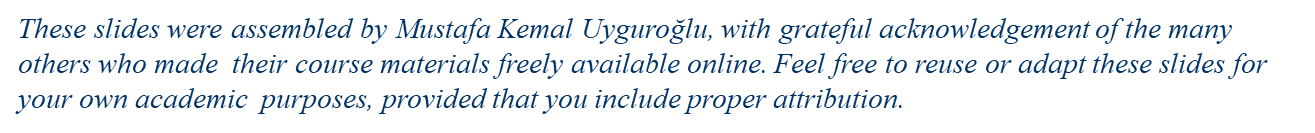 These slides were assembled by Mustafa Kemal Uyguroğlu, with grateful acknowledgement of the many
others who made their course materials freely available online. Feel free to reuse or adapt these slides for
your own academic purposes, provided that you include proper attribution.